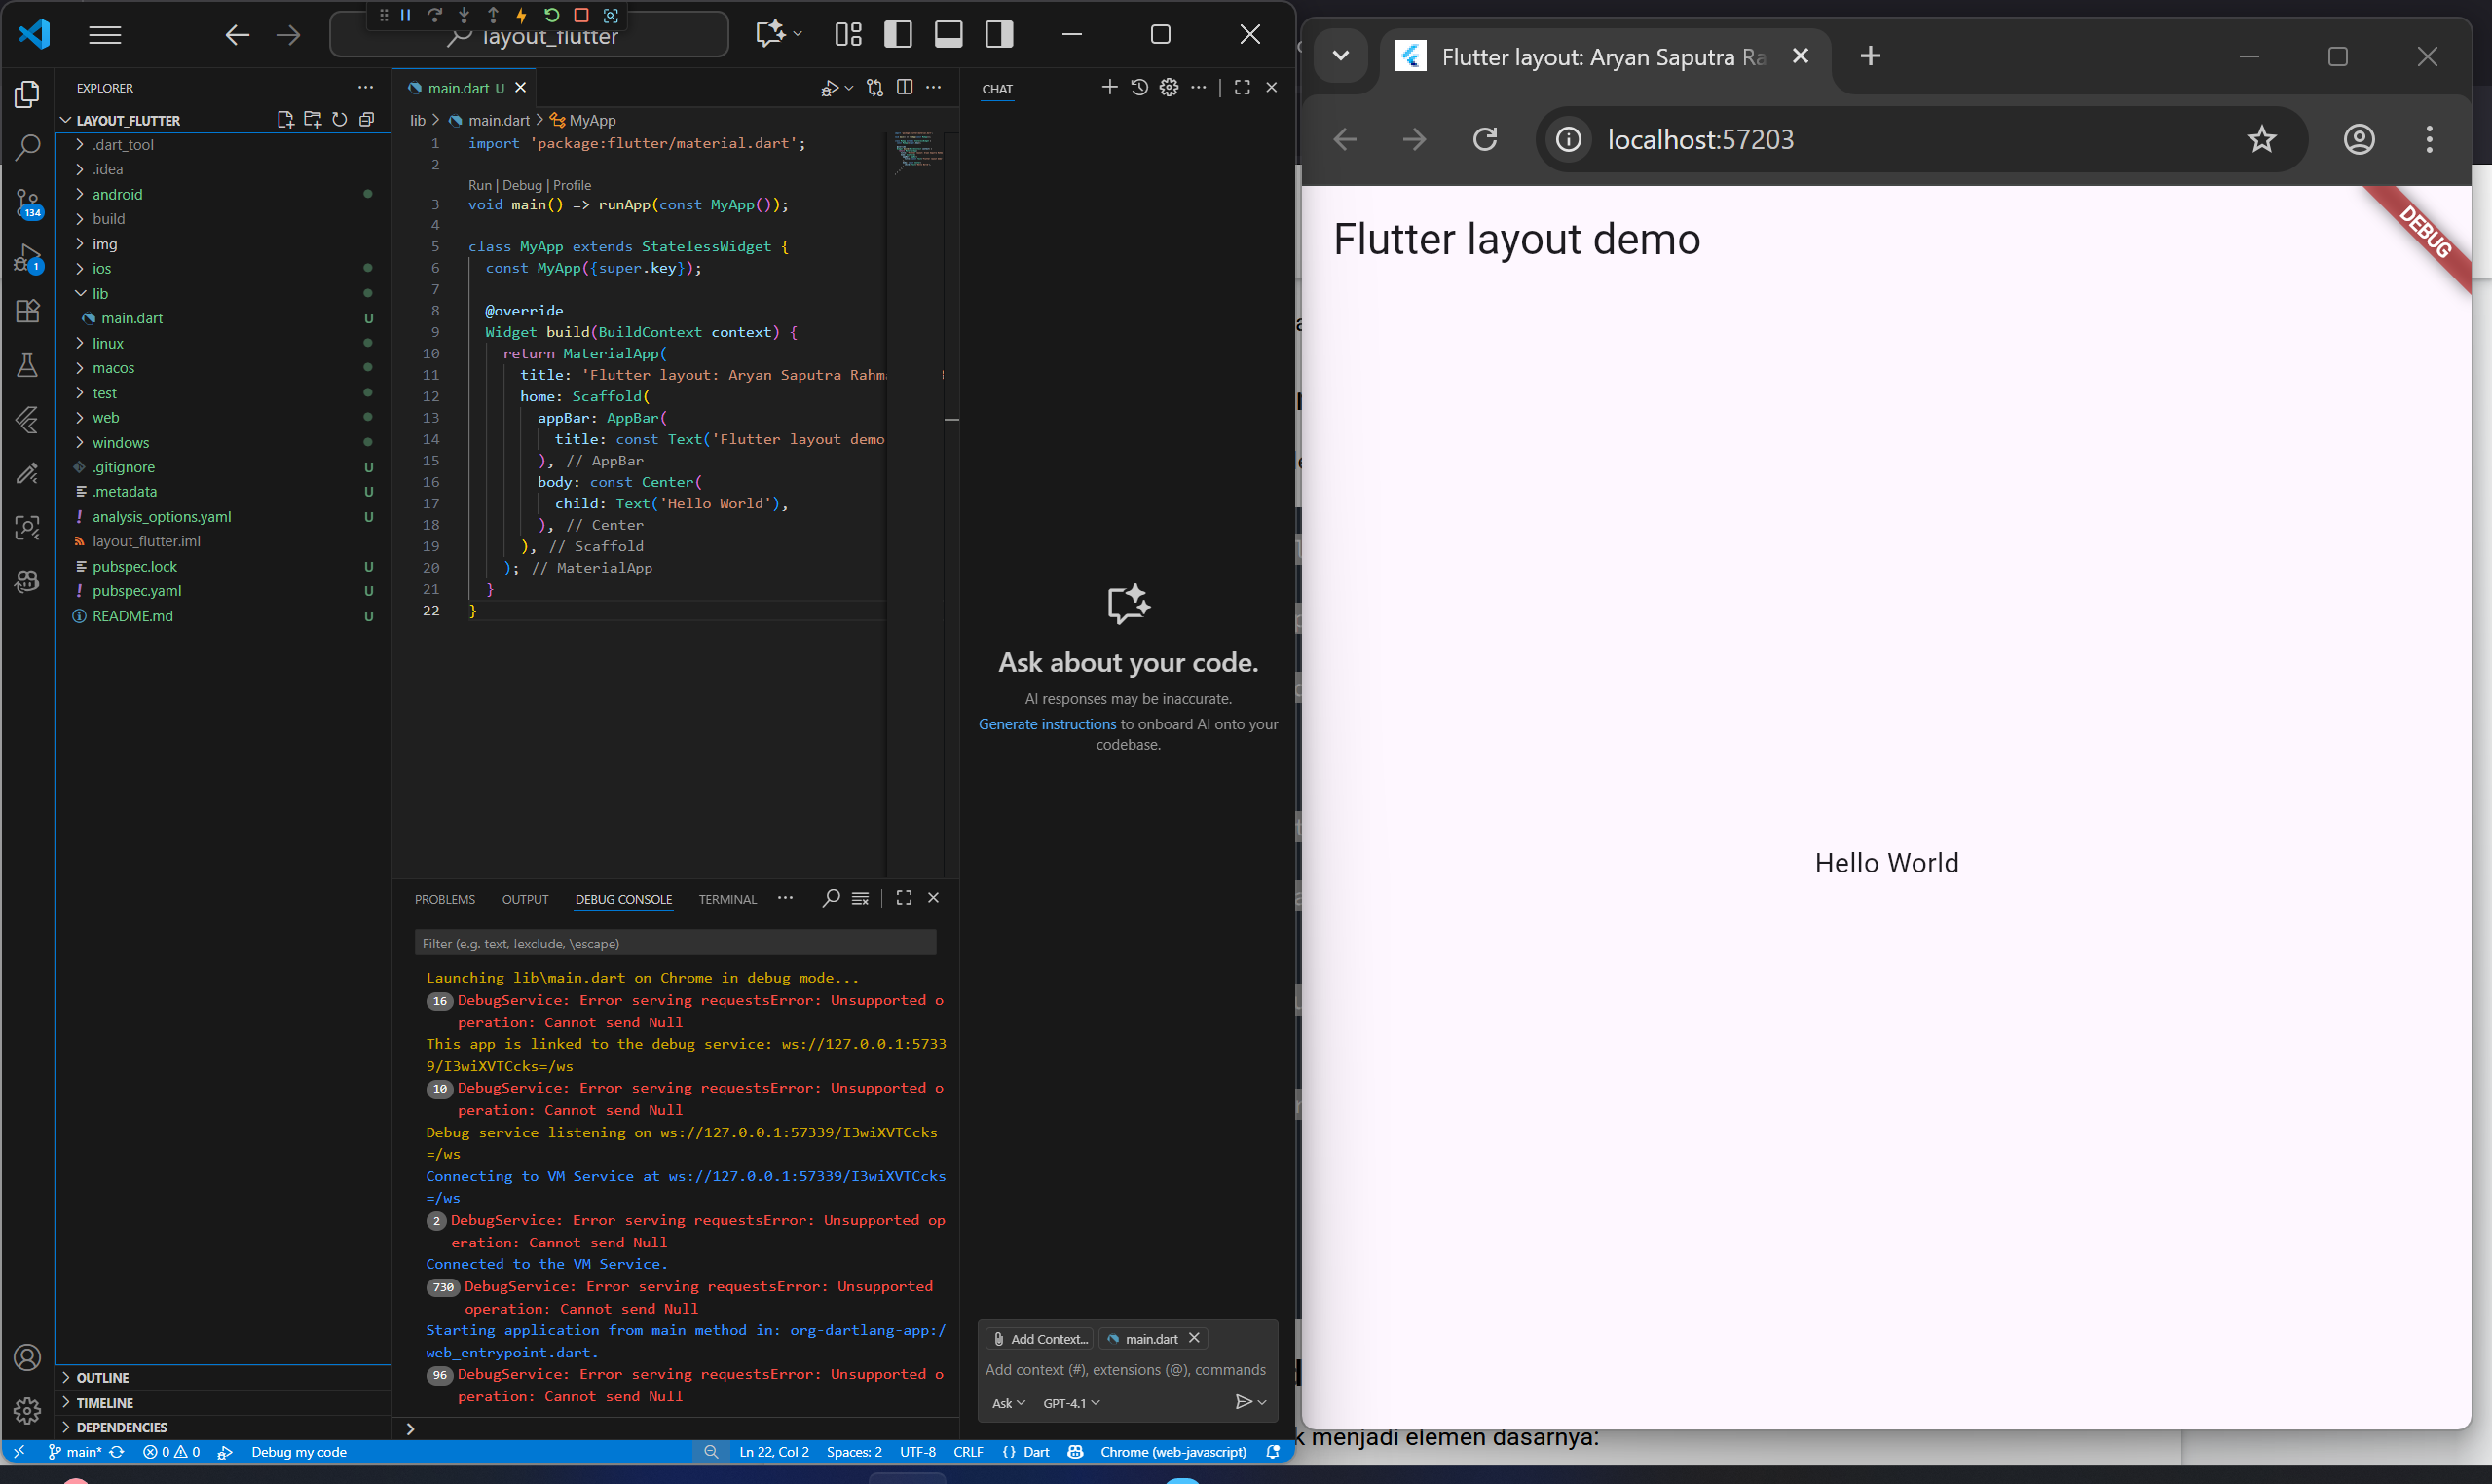 layout_flutter
EXPLORER
LAYOUT_FLUTTER
.dart_tool
.idea
android
build
img
ios
lib
main.dart U
linux
macos
test
web
windows
.gitignore U
.metadata U
analysis_options.yaml U
layout_flutter.iml
pubspec.lock U
pubspec.yaml U
README.md U
OUTLINE
TIMELINE
DEPENDENCIES
134
1
main.dart U
lib > main.dart > MyApp
1 import 'package:flutter/material.dart';
2
Run | Debug | Profile
3 void main() => runApp(const MyApp());
4
5 class MyApp extends StatelessWidget {
6 const MyApp({super.key});
7
8 @override
9 Widget build(BuildContext context) {
10 return MaterialApp(
11 title: 'Flutter layout: Aryan Saputra Rahm
12 home: Scaffold(
13 appBar: AppBar(
14 title: const Text('Flutter layout demo
15 ), // AppBar
16 body: const Center(
17 child: Text('Hello World'),
18 ), // Center
19 ), // Scaffold
20 ); // MaterialApp
21 }
22 }
PROBLEMS OUTPUT DEBUG CONSOLE TERMINAL
Filter (e.g. text, !exclude, \escape)
Launching lib\main.dart on Chrome in debug mode...
16 DebugService: Error serving requestsError: Unsupported o
peration: Cannot send Null
This app is linked to the debug service: ws://127.0.0.1:5733
9/I3wiXVTCcks=/ws
10 DebugService: Error serving requestsError: Unsupported o
peration: Cannot send Null
Debug service listening on ws://127.0.0.1:57339/I3wiXVTCcks
=/ws
Connecting to VM Service at ws://127.0.0.1:57339/I3wiXVTCcks
=/ws
2 DebugService: Error serving requestsError: Unsupported op
eration: Cannot send Null
Connected to the VM Service.
730 DebugService: Error serving requestsError: Unsupported
operation: Cannot send Null
Starting application from main method in: org-dartlang-app:/
web_entrypoint.dart.
96 DebugService: Error serving requestsError: Unsupported o
peration: Cannot send Null
CHAT
Ask about your code.
AI responses may be inaccurate.
Generate instructions to onboard AI onto your
codebase.
Add Context... main.dart
Add context (#), extensions (@), commands
Ask GPT-4.1
main* 0 0 Debug my code Ln 22, Col 2 Spaces: 2 UTF-8 CRLF {} Dart Chrome (web-javascript)
Flutter layout: Aryan Saputra Ra
localhost:57203
Flutter layout demo
DEBUG
Hello World
k menjadi elemen dasarnya: